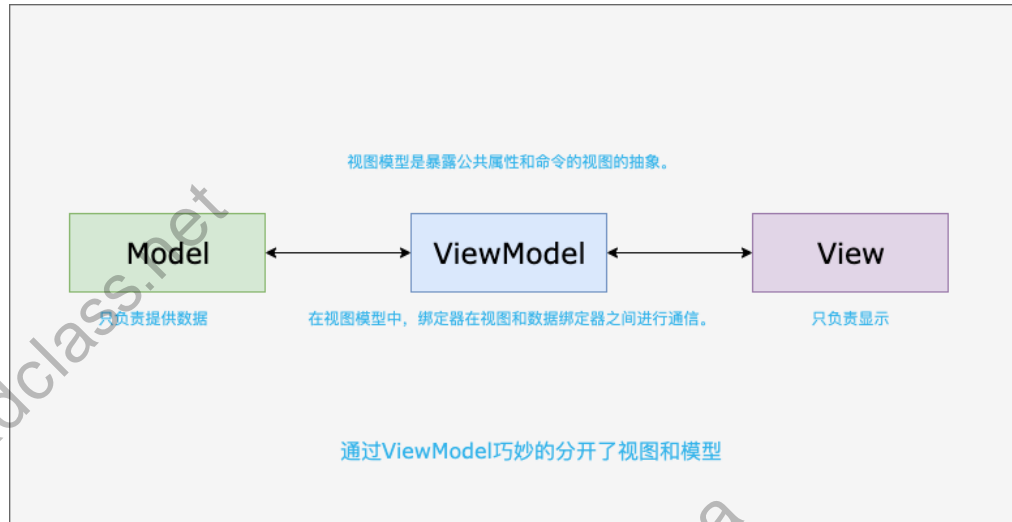 视图模型是暴露公共属性和命令的视图的抽象。
Model
ViewModel
View
只负责提供数据
在视图模型中，绑定器在视图和数据绑定器之间进行通信。
只负责显示
通过ViewModel巧妙的分开了视图和模型
dclass.net